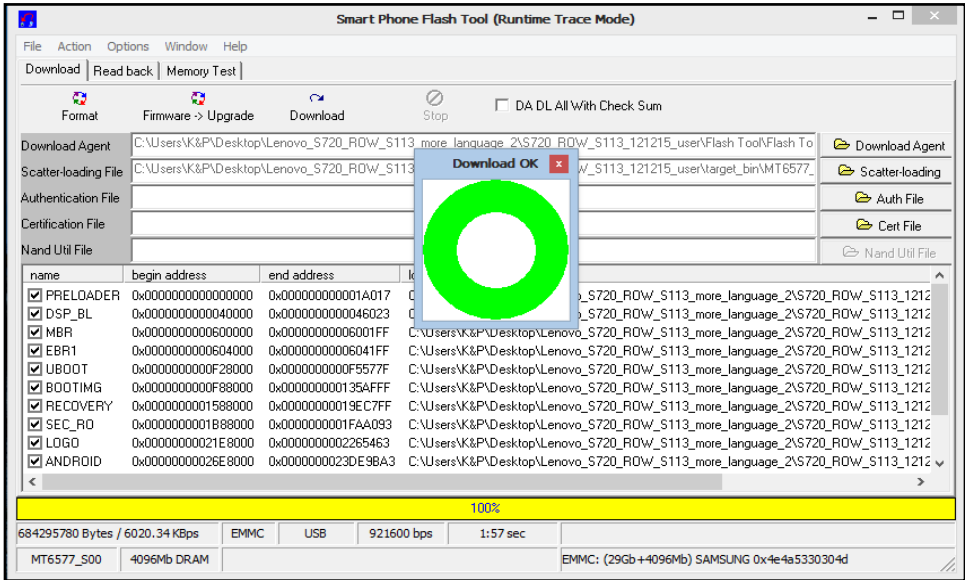 Smart Phone Flash Tool (Runtime Trace Mode)
File Action Options Window Help
Download Read back Memory Test
Format Firmware -> Upgrade Download Stop DA DL All With Check Sum
Download Agent C:\Users\K&P\Desktop\Lenovo_S720_ROW_S113_more_language_2\S720_ROW_S113_121215_user\Flash Tool\Flash To Download Agent
Download OK
Scatter-loading File C:\Users\K&P\Desktop\Lenovo_S720_ROW_S113 W_S113_121215_user\target_bin\MT6577_ Scatter-loading
Authentication File Auth File
Certification File Cert File
Nand Util File Nand Util File
name begin address end address lo
PRELOADER 0x0000000000000000 0x000000000001A017 C o_S720_ROW_S113_more_language_2\S720_ROW_S113_1212
DSP_BL 0x0000000000040000 0x0000000000046023 C o_S720_ROW_S113_more_language_2\S720_ROW_S113_1212
MBR 0x0000000000600000 0x00000000006001FF C:\Users\K&P\Desktop\Lenovo_S720_ROW_S113_more_language_2\S720_ROW_S113_1212
EBR1 0x0000000000604000 0x00000000006041FF C:\Users\K&P\Desktop\Lenovo_S720_ROW_S113_more_language_2\S720_ROW_S113_1212
UBOOT 0x0000000000F28000 0x0000000000F5577F C:\Users\K&P\Desktop\Lenovo_S720_ROW_S113_more_language_2\S720_ROW_S113_1212
BOOTIMG 0x0000000000F88000 0x000000000135AFFF C:\Users\K&P\Desktop\Lenovo_S720_ROW_S113_more_language_2\S720_ROW_S113_1212
RECOVERY 0x0000000001588000 0x00000000019EC7FF C:\Users\K&P\Desktop\Lenovo_S720_ROW_S113_more_language_2\S720_ROW_S113_1212
SEC_RO 0x0000000001B88000 0x0000000001FAA093 C:\Users\K&P\Desktop\Lenovo_S720_ROW_S113_more_language_2\S720_ROW_S113_1212
LOGO 0x00000000021E8000 0x0000000002265463 C:\Users\K&P\Desktop\Lenovo_S720_ROW_S113_more_language_2\S720_ROW_S113_1212
ANDROID 0x00000000026E8000 0x0000000023DE9BA3 C:\Users\K&P\Desktop\Lenovo_S720_ROW_S113_more_language_2\S720_ROW_S113_1212
100%
684295780 Bytes / 6020.34 KBps EMMC USB 921600 bps 1:57 sec
MT6577_S00 4096Mb DRAM EMMC: (29Gb+4096Mb) SAMSUNG 0x4e4a5330304d